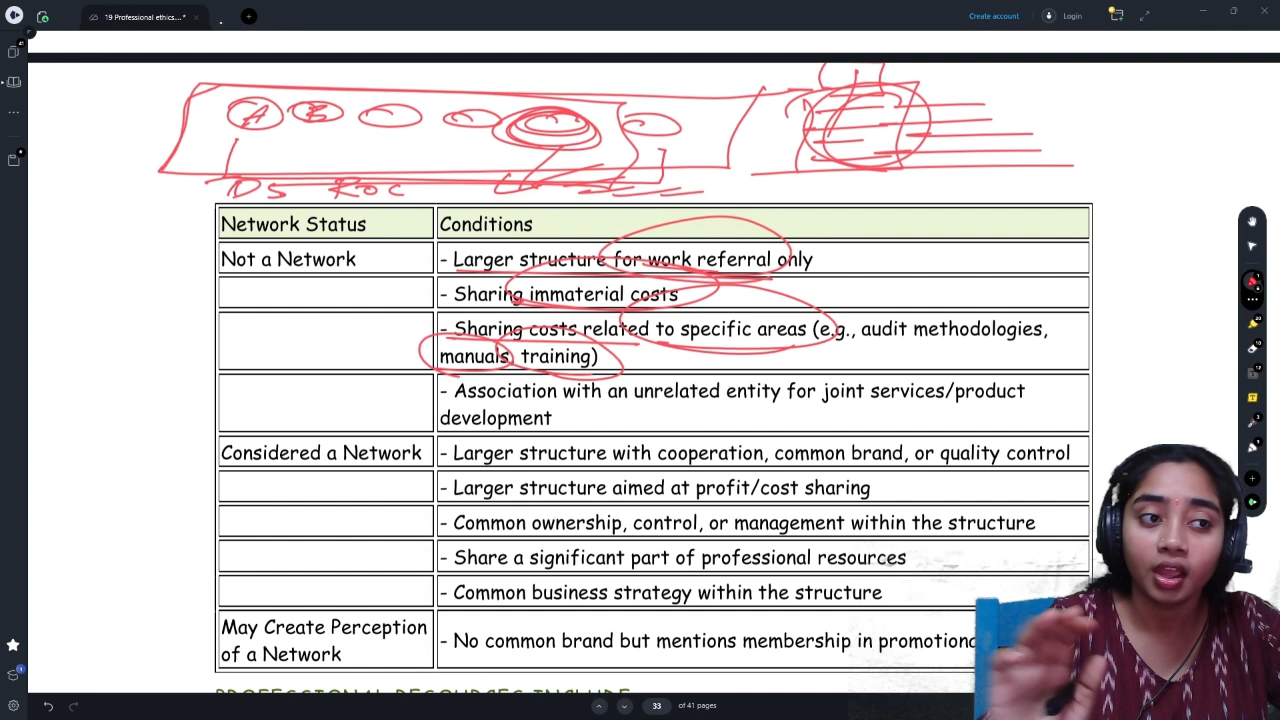 19 Professional ethics....*
Create account
Login
A B
DS ROC
Network Status
Conditions
Not a Network
- Larger structure for work referral only
- Sharing immaterial costs
- Sharing costs related to specific areas (e.g., audit methodologies,
manuals, training)
- Association with an unrelated entity for joint services/product
development
Considered a Network
- Larger structure with cooperation, common brand, or quality control
- Larger structure aimed at profit/cost sharing
- Common ownership, control, or management within the structure
- Share a significant part of professional resources
- Common business strategy within the structure
May Create Perception
of a Network
- No common brand but mentions membership in promotiona
33
of 41 pages